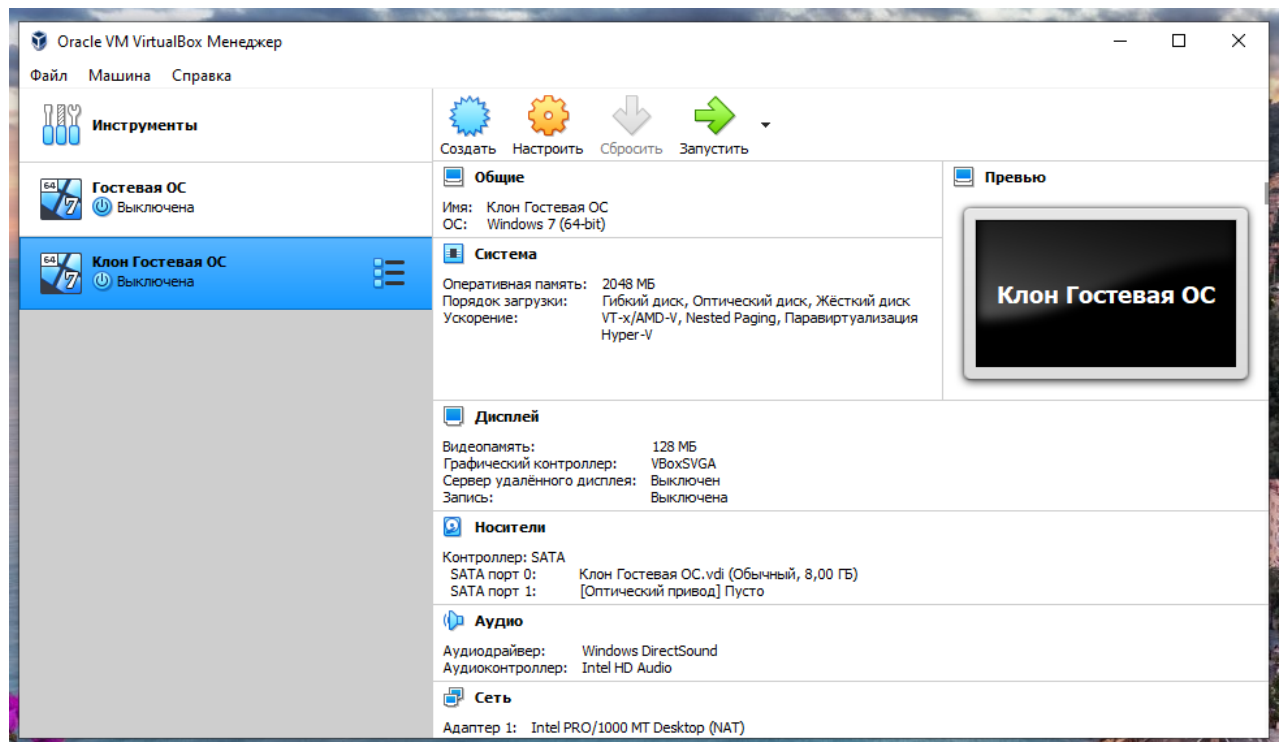 Oracle VM VirtualBox Менеджер
Файл Машина Справка
Инструменты
Создать Настроить Сбросить Запустить
64 7 Гостевая ОС
Выключена
64 7 Клон Гостевая ОС
Выключена
Общие
Имя: Клон Гостевая ОС
ОС: Windows 7 (64-bit)
Система
Оперативная память: 2048 МБ
Порядок загрузки: Гибкий диск, Оптический диск, Жёсткий диск
Ускорение: VT-x/AMD-V, Nested Paging, Паравиртуализация
Hyper-V
Превью
Клон Гостевая ОС
Дисплей
Видеопамять: 128 МБ
Графический контроллер: VBoxSVGA
Сервер удалённого дисплея: Выключен
Запись: Выключена
Носители
Контроллер: SATA
SATA порт 0: Клон Гостевая ОС.vdi (Обычный, 8,00 ГБ)
SATA порт 1: [Оптический привод] Пусто
Аудио
Аудиодрайвер: Windows DirectSound
Аудиоконтроллер: Intel HD Audio
Сеть
Адаптер 1: Intel PRO/1000 MT Desktop (NAT)